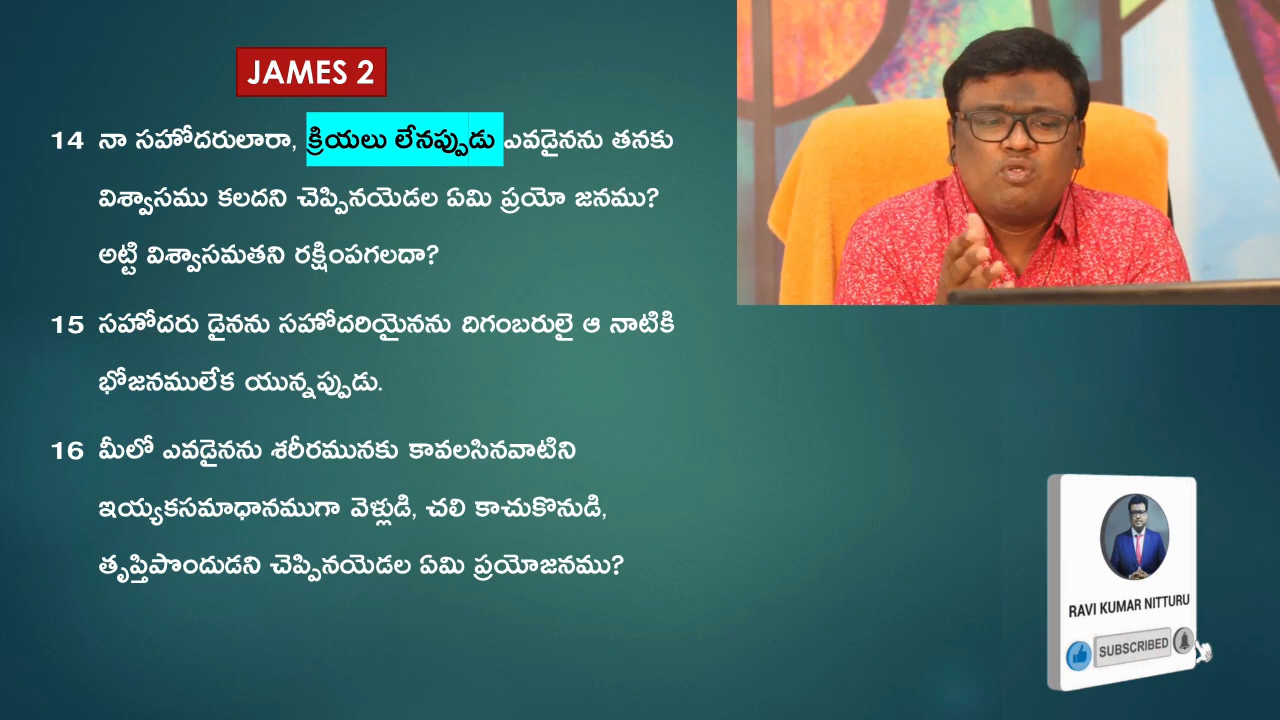 JAMES 2
14 నా సహోదరులారా, క్రియలు లేనప్పుడు ఎవడైనను తనకు
విశ్వాసము కలదని చెప్పినయెడల ఏమి ప్రయో జనము?
అట్టి విశ్వాసమతని రక్షింపగలదా?
15 సహోదరు డైనను సహోదరియైనను దిగంబరులై ఆ నాటికి
భోజనములేక యున్నప్పుడు.
16 మీలో ఎవడైనను శరీరమునకు కావలసినవాటిని
ఇయ్యకసమాధానముగా వెళ్లుడి, చలి కాచుకొనుడి,
తృప్తిపొందుడని చెప్పినయెడల ఏమి ప్రయోజనము?
RAVI KUMAR NITTURU
SUBSCRIBED